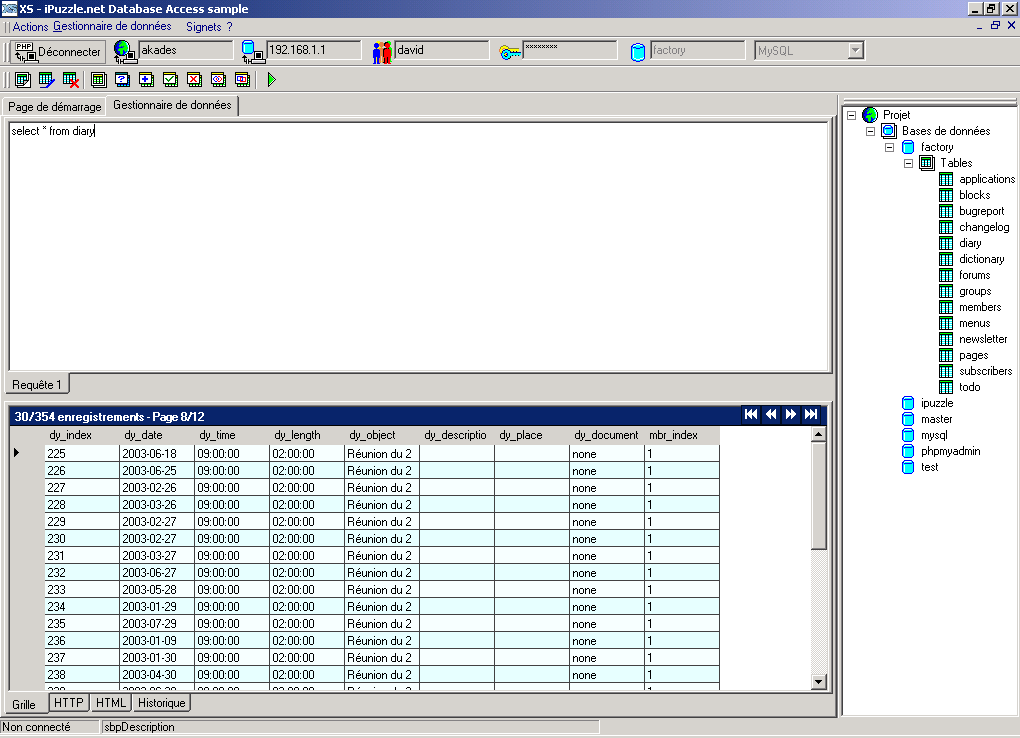 XS - iPuzzle.net Database Access sample
Actions Gestionnaire de données Signets ?
PHP Déconnecter akades 192.168.1.1 david ******** factory MySQL
Page de démarrage Gestionnaire de données
select * from diary
Requête 1
30/354 enregistrements - Page 8/12
dy_index dy_date dy_time dy_length dy_object dy_descriptio dy_place dy_document mbr_index
225 2003-06-18 09:00:00 02:00:00 Réunion du 2 none 1
226 2003-06-25 09:00:00 02:00:00 Réunion du 2 none 1
227 2003-02-26 09:00:00 02:00:00 Réunion du 2 none 1
228 2003-03-26 09:00:00 02:00:00 Réunion du 2 none 1
229 2003-02-27 09:00:00 02:00:00 Réunion du 2 none 1
230 2003-02-27 09:00:00 02:00:00 Réunion du 2 none 1
231 2003-03-27 09:00:00 02:00:00 Réunion du 2 none 1
232 2003-06-27 09:00:00 02:00:00 Réunion du 2 none 1
233 2003-05-28 09:00:00 02:00:00 Réunion du 2 none 1
234 2003-01-29 09:00:00 02:00:00 Réunion du 2 none 1
235 2003-07-29 09:00:00 02:00:00 Réunion du 2 none 1
236 2003-01-09 09:00:00 02:00:00 Réunion du 2 none 1
237 2003-01-30 09:00:00 02:00:00 Réunion du 2 none 1
238 2003-04-30 09:00:00 02:00:00 Réunion du 2 none 1
Grille HTTP HTML Historique
Non connecté sbpDescription
Projet
Bases de données
factory
Tables
applications
blocks
bugreport
changelog
diary
dictionary
forums
groups
members
menus
newsletter
pages
subscribers
todo
ipuzzle
master
mysql
phpmyadmin
test